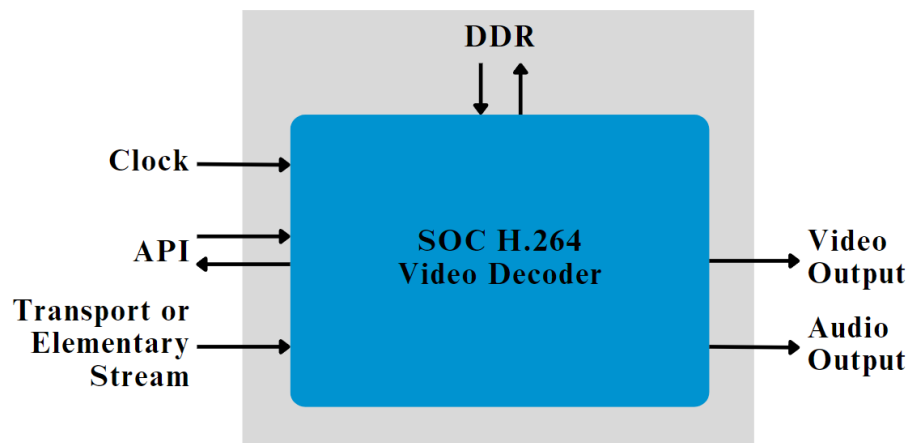 DDR
Clock
API
Transport or
Elementary
Stream
SOC H.264
Video Decoder
Video
Output
Audio
Output